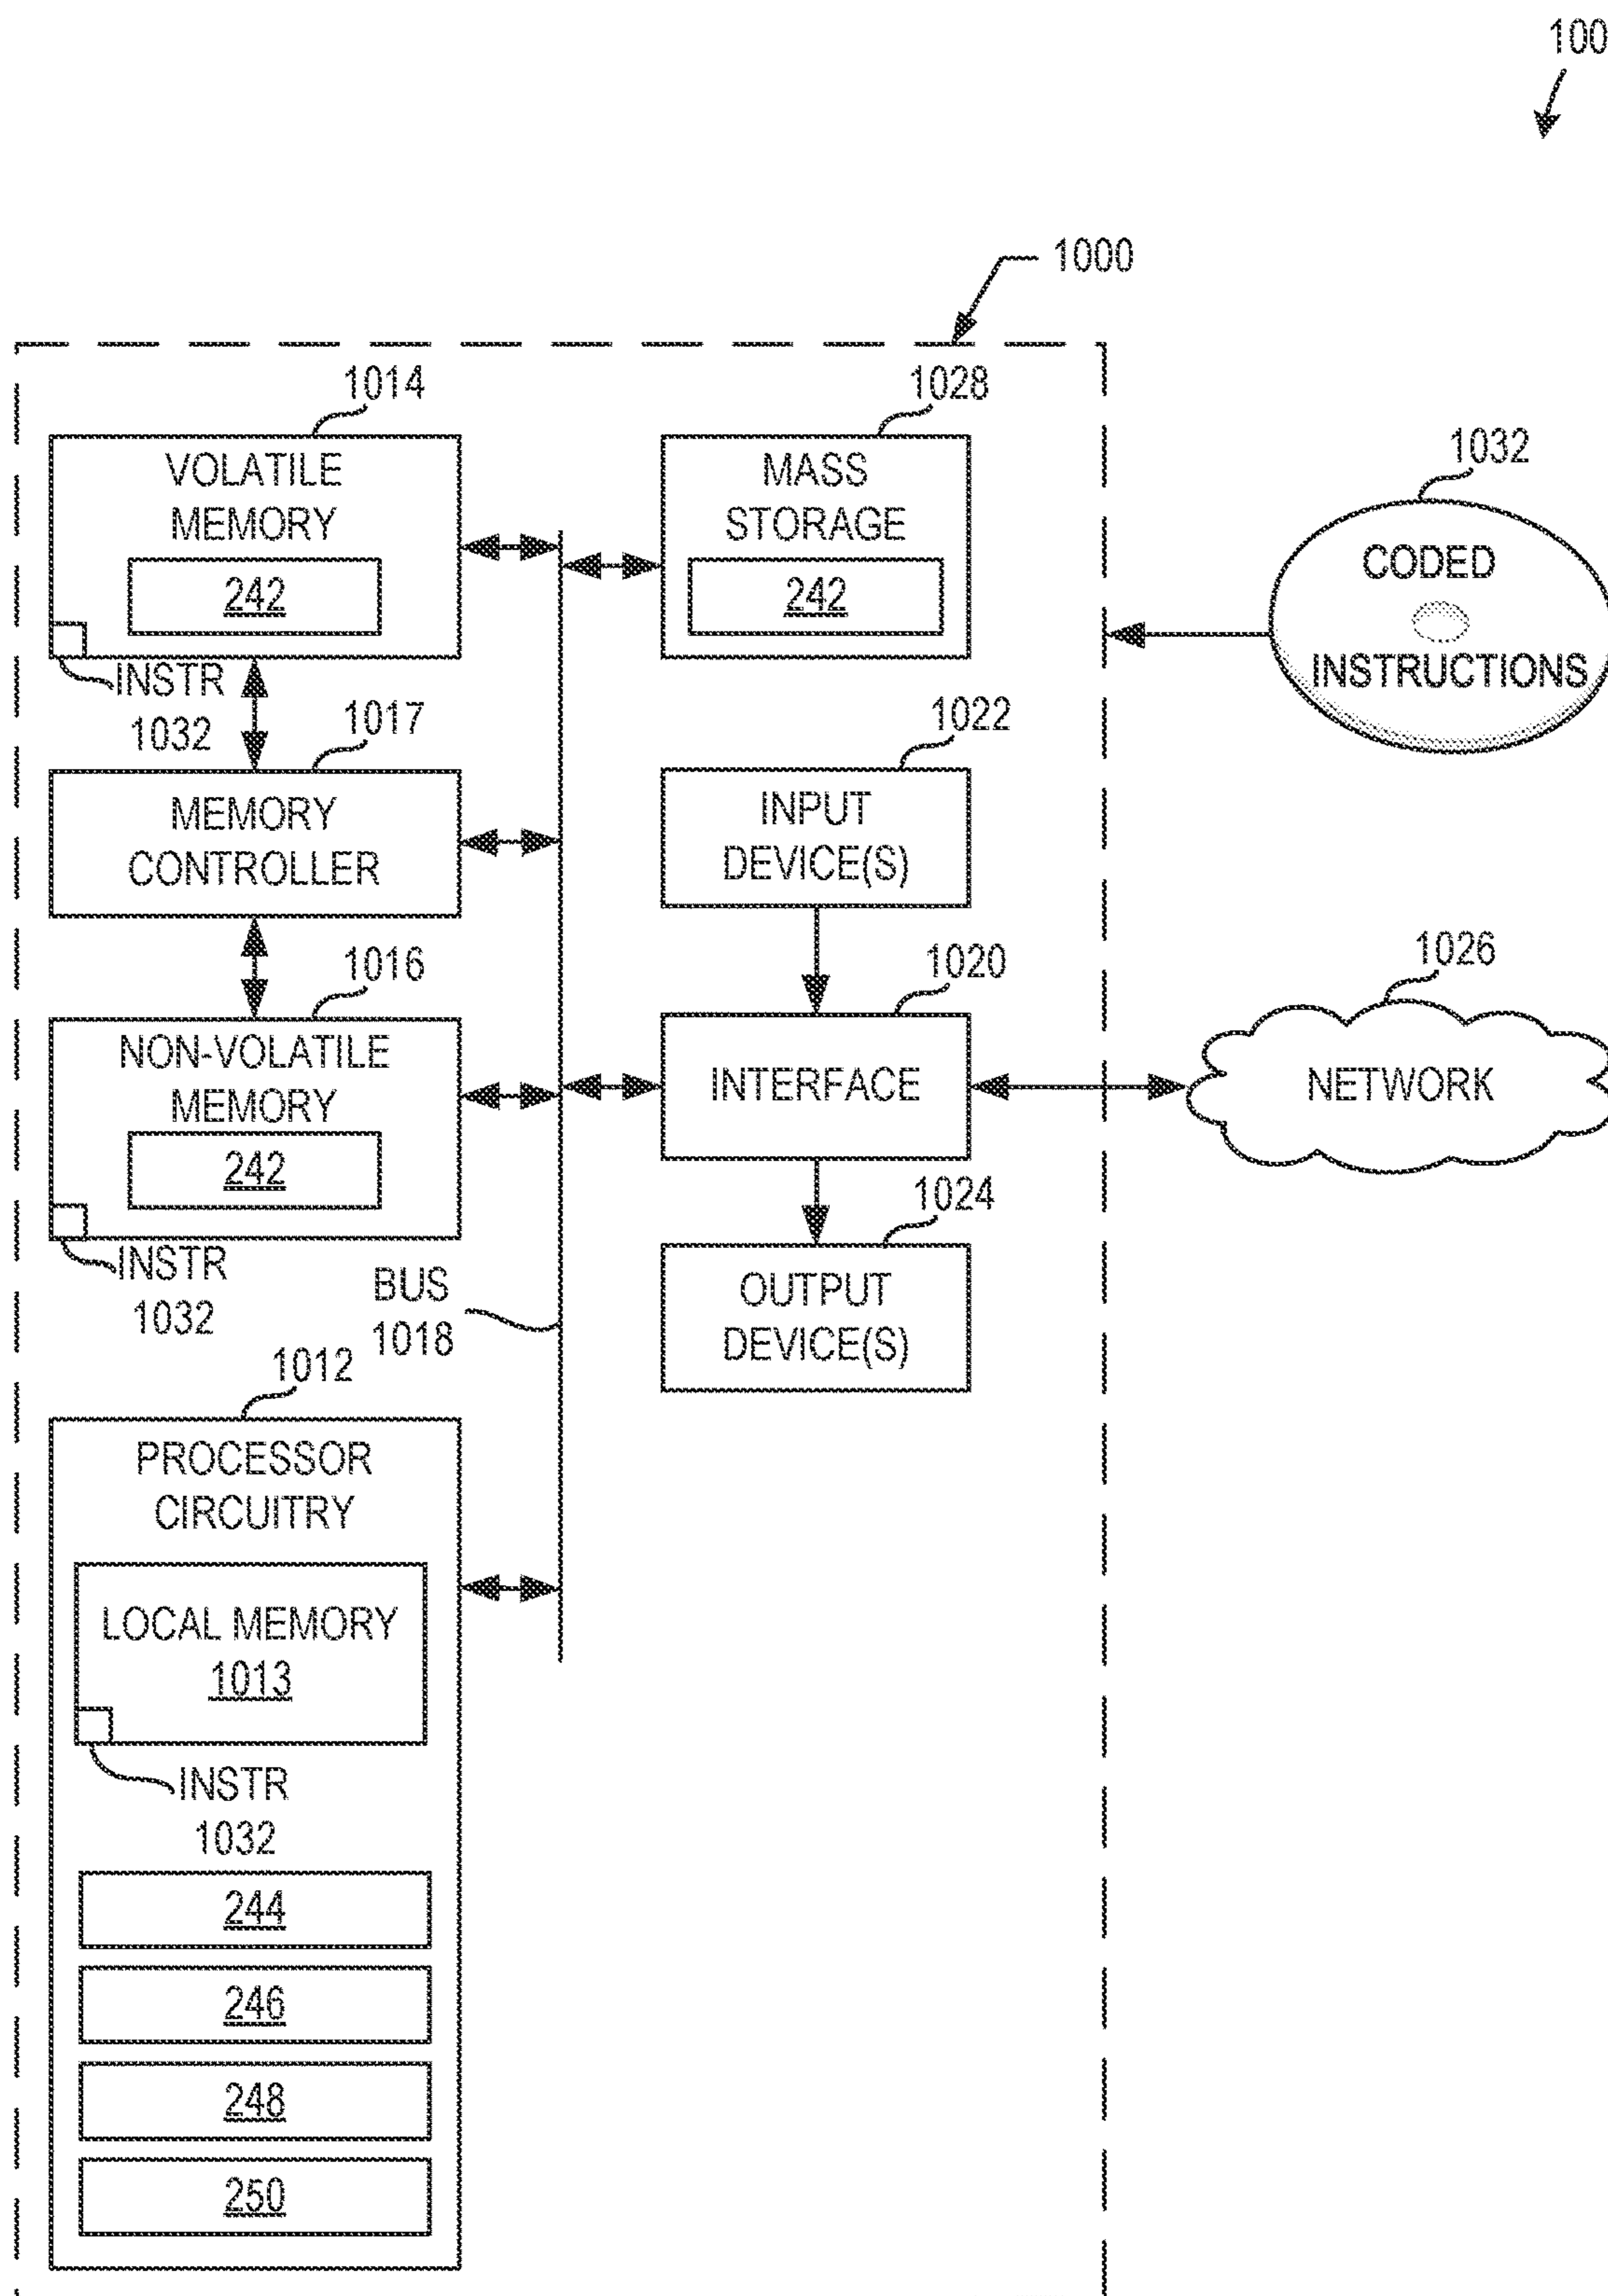 100
1000
1014
VOLATILE
MEMORY
242
INSTR
1032
1017
MEMORY
CONTROLLER
1016
NON-VOLATILE
MEMORY
242
INSTR
1032
BUS
1018
1012
PROCESSOR
CIRCUITRY
LOCAL MEMORY
1013
INSTR
1032
244
246
248
250
1028
MASS
STORAGE
242
1022
INPUT
DEVICE(S)
1020
INTERFACE
1024
OUTPUT
DEVICE(S)
1032
CODED
INSTRUCTIONS
1026
NETWORK